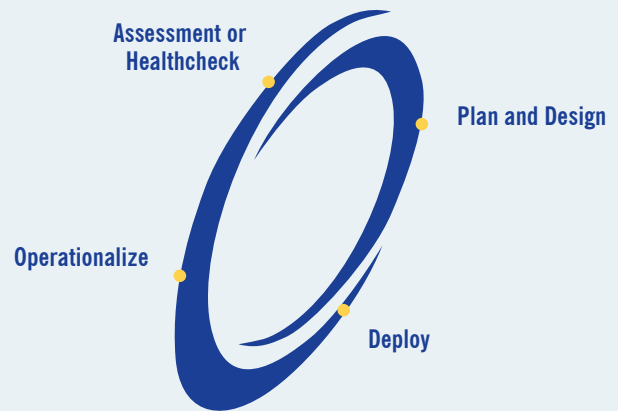 Assessment or
Healthcheck
Plan and Design
Operationalize
Deploy